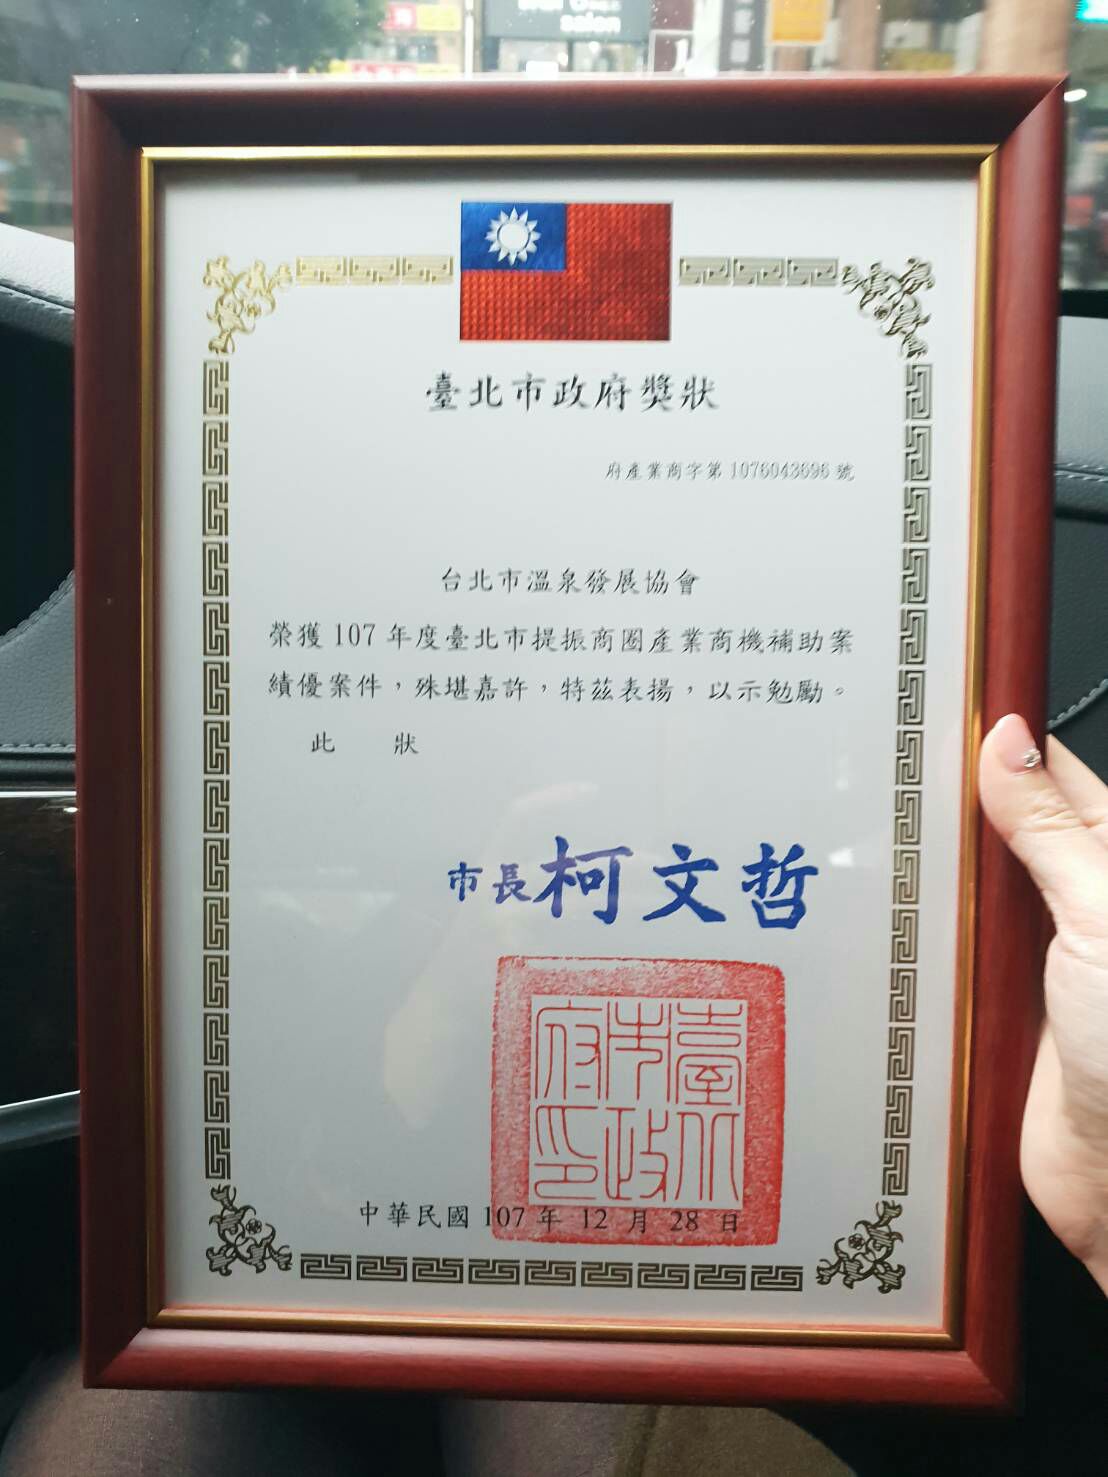 臺北市政府獎狀
府產業商字第1076043696號
台北市溫泉發展協會
榮獲107年度臺北市提振商圈產業商機補助案
績優案件，殊堪嘉許，特茲表揚，以示勉勵。
此 狀
市長柯文哲
臺北市政府印
中華民國107年12月28日
salon